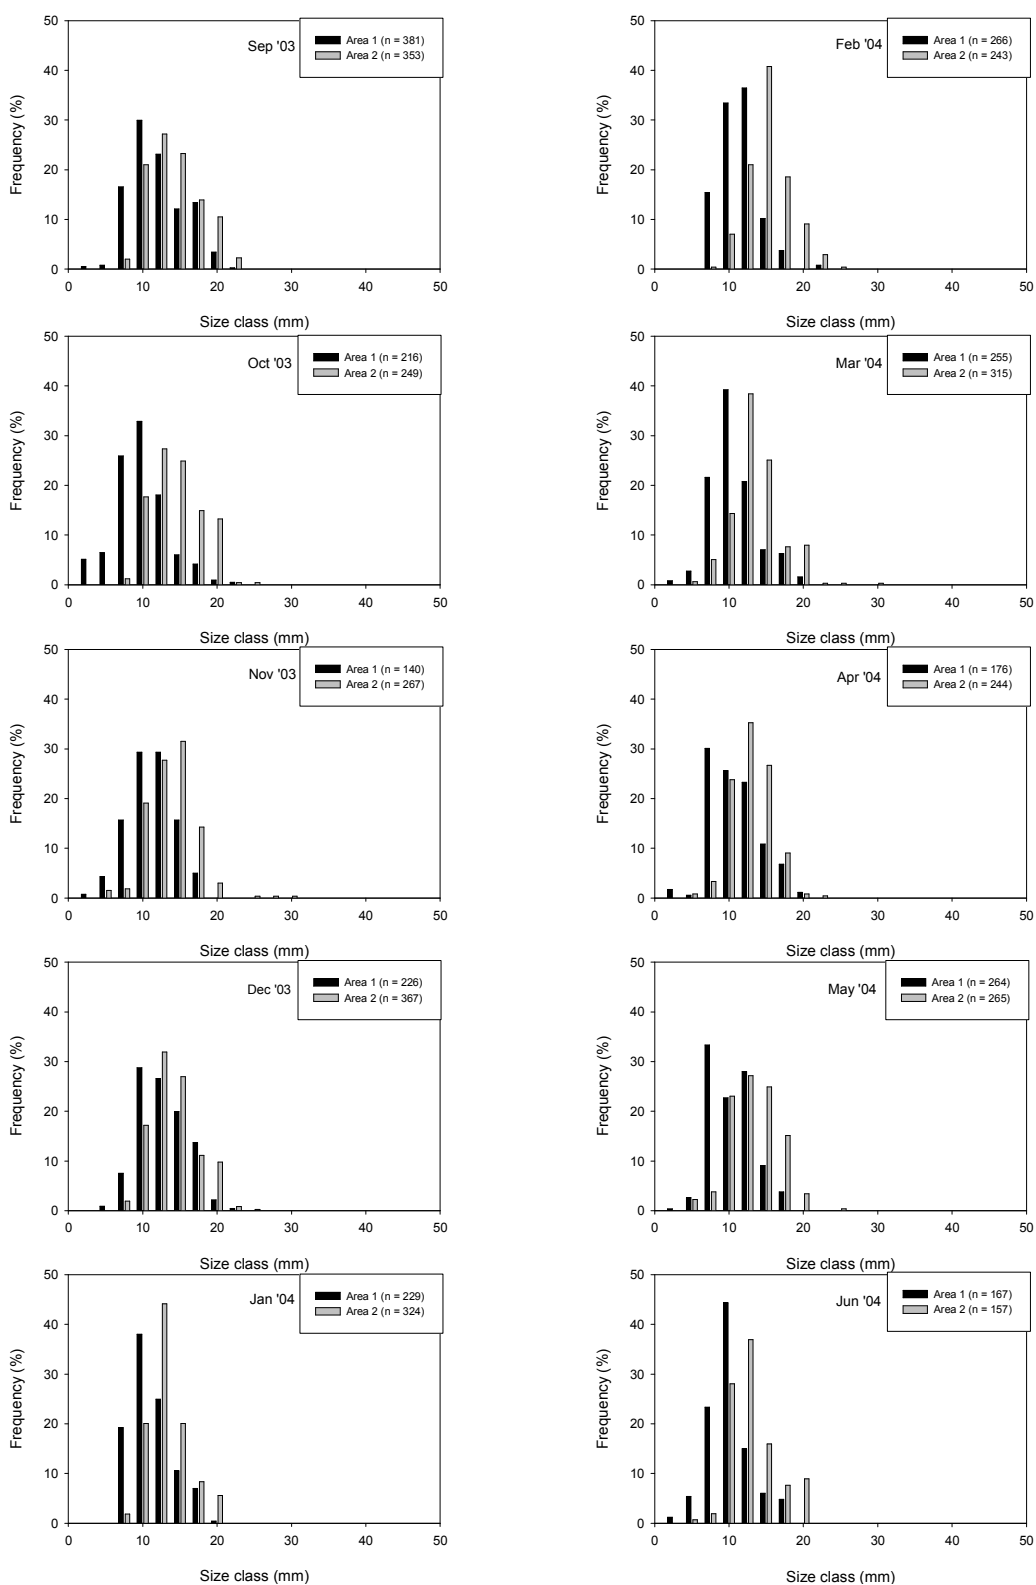 50
40
30
20
10
0
Frequency (%)
Sep '03
Area 1 (n = 381)
Area 2 (n = 353)
0 10 20 30 40 50
Size class (mm)
50
40
30
20
10
0
Frequency (%)
Feb '04
Area 1 (n = 266)
Area 2 (n = 243)
0 10 20 30 40 50
Size class (mm)
50
40
30
20
10
0
Frequency (%)
Oct '03
Area 1 (n = 216)
Area 2 (n = 249)
0 10 20 30 40 50
Size class (mm)
50
40
30
20
10
0
Frequency (%)
Mar '04
Area 1 (n = 255)
Area 2 (n = 315)
0 10 20 30 40 50
Size class (mm)
50
40
30
20
10
0
Frequency (%)
Nov '03
Area 1 (n = 140)
Area 2 (n = 267)
0 10 20 30 40 50
Size class (mm)
50
40
30
20
10
0
Frequency (%)
Apr '04
Area 1 (n = 176)
Area 2 (n = 244)
0 10 20 30 40 50
Size class (mm)
50
40
30
20
10
0
Frequency (%)
Dec '03
Area 1 (n = 226)
Area 2 (n = 367)
0 10 20 30 40 50
Size class (mm)
50
40
30
20
10
0
Frequency (%)
May '04
Area 1 (n = 264)
Area 2 (n = 265)
0 10 20 30 40 50
Size class (mm)
50
40
30
20
10
0
Frequency (%)
Jan '04
Area 1 (n = 229)
Area 2 (n = 324)
0 10 20 30 40 50
Size class (mm)
50
40
30
20
10
0
Frequency (%)
Jun '04
Area 1 (n = 167)
Area 2 (n = 157)
0 10 20 30 40 50
Size class (mm)